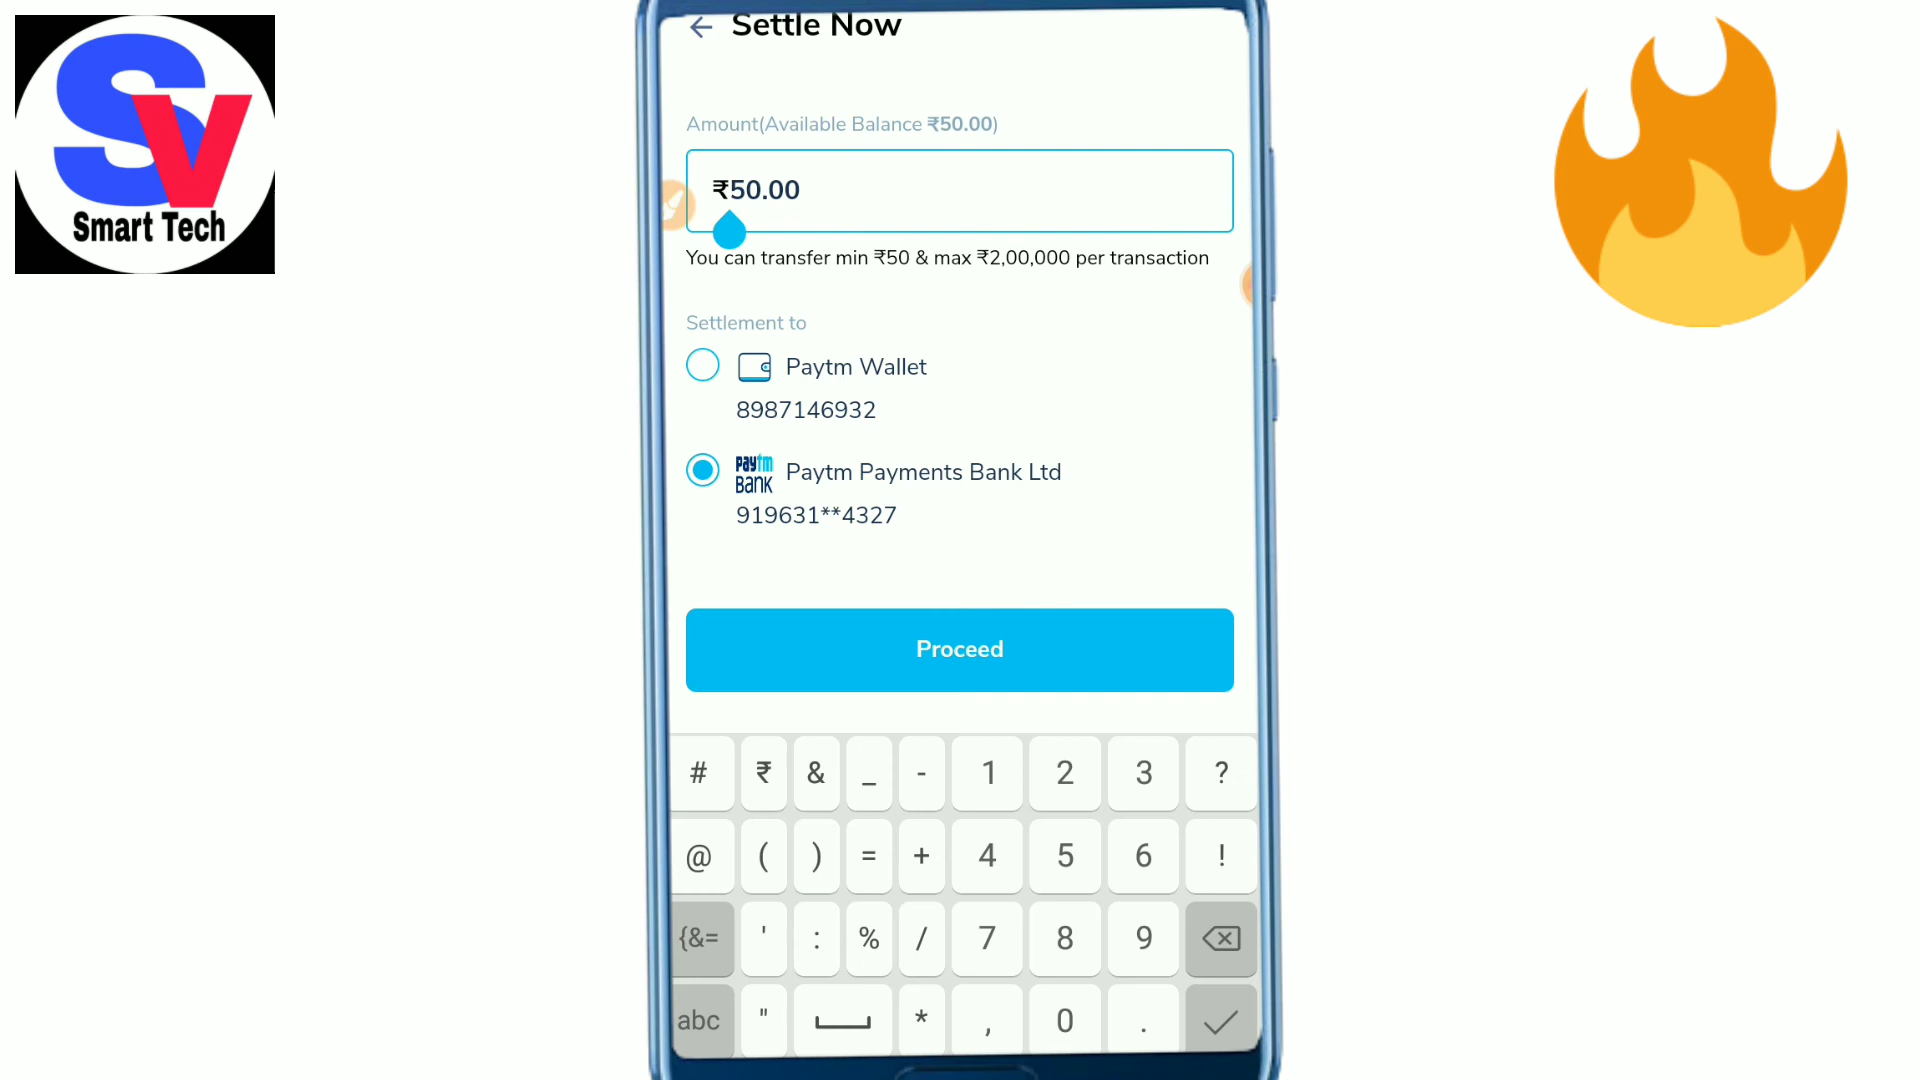 SV
Smart Tech
Settle Now
Amount(Available Balance ₹50.00)
₹50.00
You can transfer min ₹50 & max ₹2,00,000 per transaction
Settlement to
Paytm Wallet
8987146932
paytm
BANK
Paytm Payments Bank Ltd
919631**4327
Proceed
# ₹ & _ - 1 2 3 ?
@ ( ) = + 4 5 6 !
{&= ' : % / 7 8 9
abc " * , 0 .